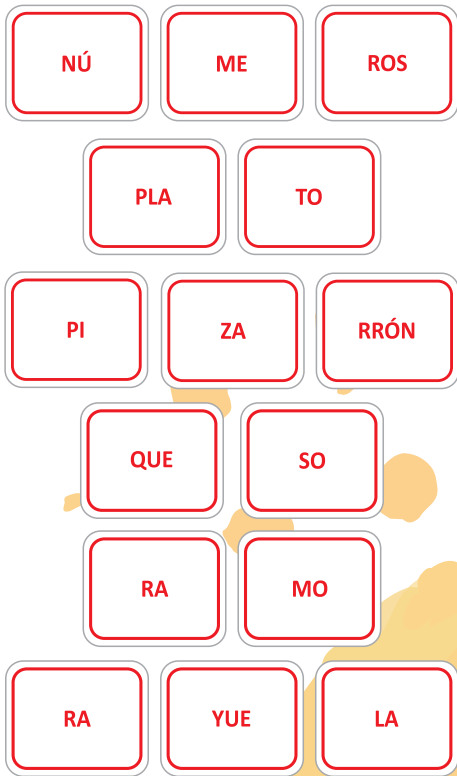 NÚ ME ROS
PLA TO
PI ZA RRÓN
QUE SO
RA MO
RA YUE LA